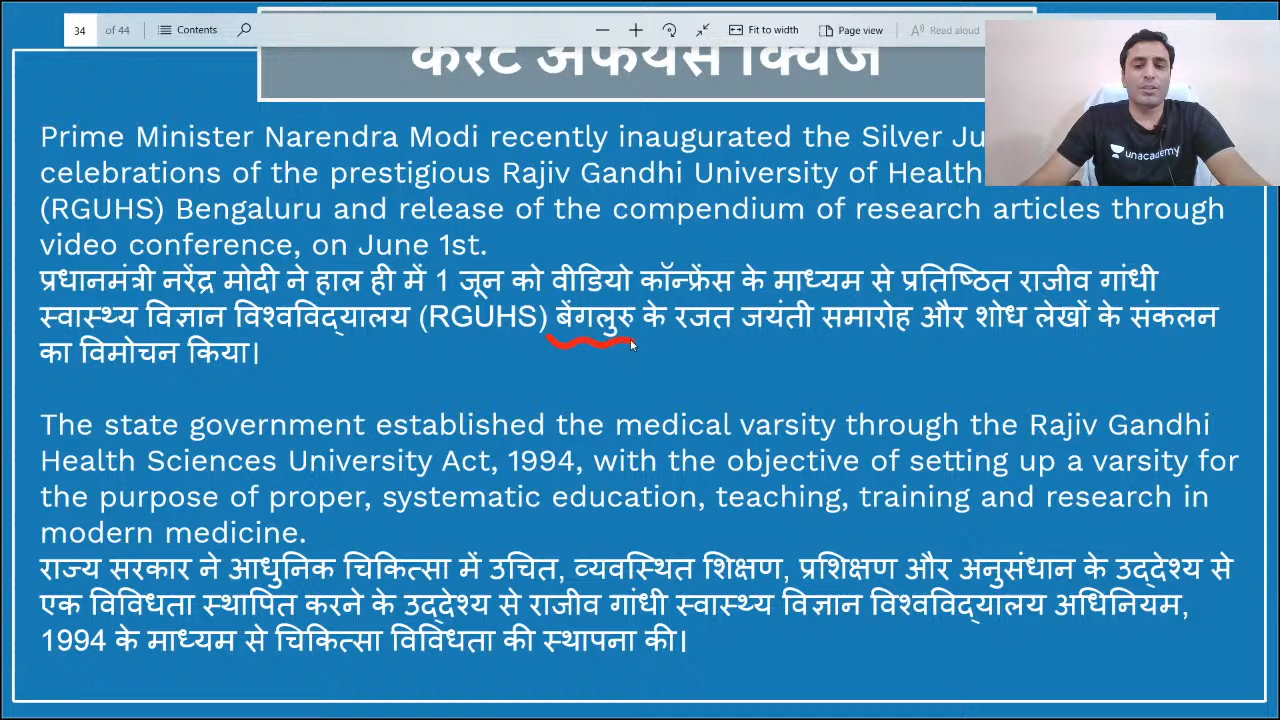 34 of 44 Contents Fit to width Page view Read aloud
करेंट अफेयर्स क्विज
Prime Minister Narendra Modi recently inaugurated the Silver
celebrations of the prestigious Rajiv Gandhi University of Health
(RGUHS) Bengaluru and release of the compendium of research articles through
video conference, on June 1st.
प्रधानमंत्री नरेंद्र मोदी ने हाल ही में 1 जून को वीडियो कॉन्फ्रेंस के माध्यम से प्रतिष्ठित राजीव गांधी
स्वास्थ्य विज्ञान विश्वविद्यालय (RGUHS) बेंगलुरु के रजत जयंती समारोह और शोध लेखों के संकलन
का विमोचन किया।
The state government established the medical varsity through the Rajiv Gandhi
Health Sciences University Act, 1994, with the objective of setting up a varsity for
the purpose of proper, systematic education, teaching, training and research in
modern medicine.
राज्य सरकार ने आधुनिक चिकित्सा में उचित, व्यवस्थित शिक्षण, प्रशिक्षण और अनुसंधान के उद्देश्य से
एक विविधता स्थापित करने के उद्देश्य से राजीव गांधी स्वास्थ्य विज्ञान विश्वविद्यालय अधिनियम,
1994 के माध्यम से चिकित्सा विविधता की स्थापना की।
unacademy